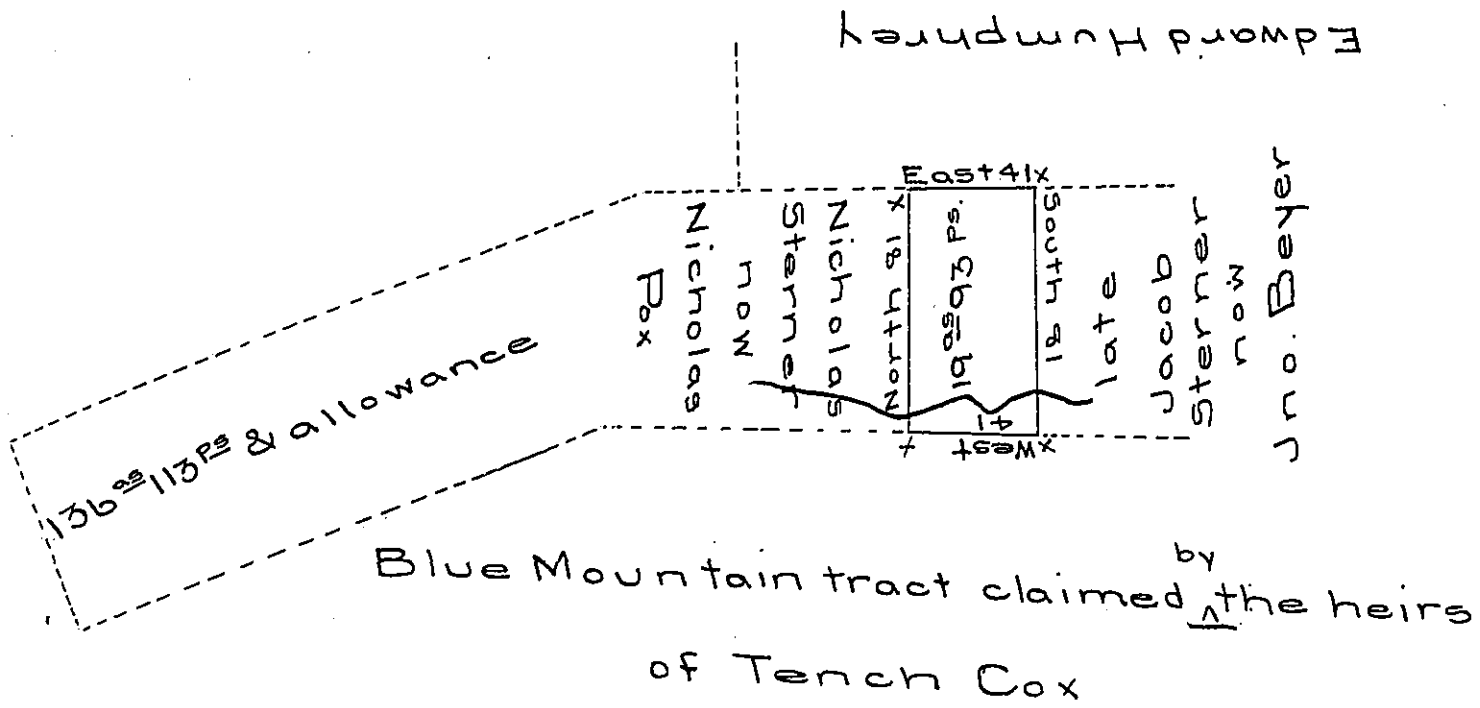 Edward Humphrey
East 41 x
North 81 x
South 81
x West 41 x
19as 93 ps.
Nicholas
Pox
Nicholas
Sterner
now
late
Jacob
Sterner
now
Jno. Beyer
136as 113ps & allowance
Blue Mountain tract claimed by ^ the heirs
of Tench Cox